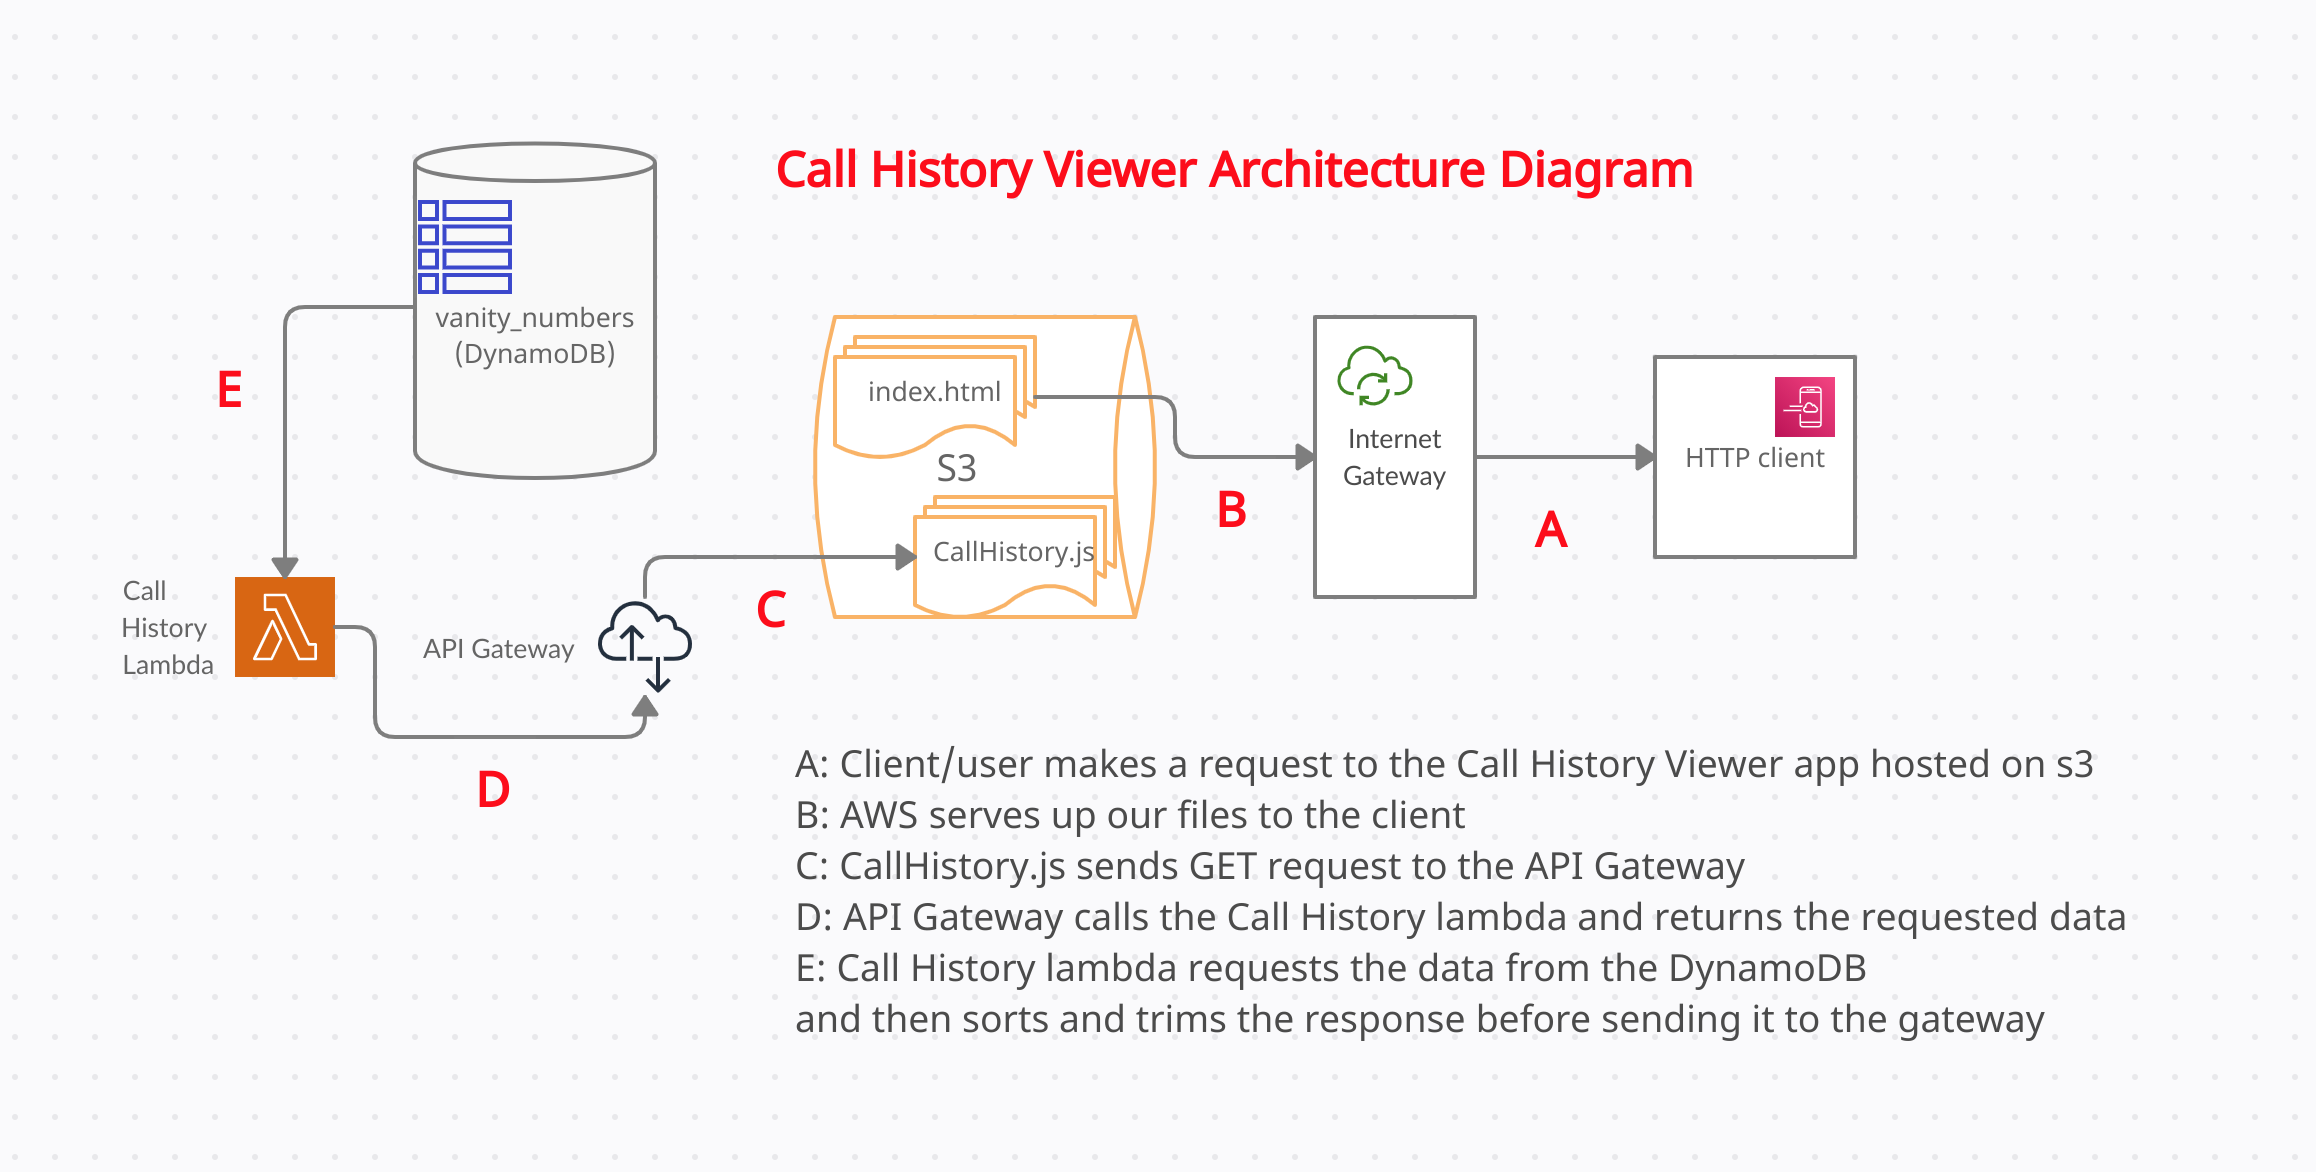 Call History Viewer Architecture Diagram
vanity_numbers
(DynamoDB)
E
index.html
S3
CallHistory.js
Internet
Gateway
HTTP client
B
A
C
Call
History
Lambda
API Gateway
D
A: Client/user makes a request to the Call History Viewer app hosted on s3
B: AWS serves up our files to the client
C: CallHistory.js sends GET request to the API Gateway
D: API Gateway calls the Call History lambda and returns the requested data
E: Call History lambda requests the data from the DynamoDB
and then sorts and trims the response before sending it to the gateway